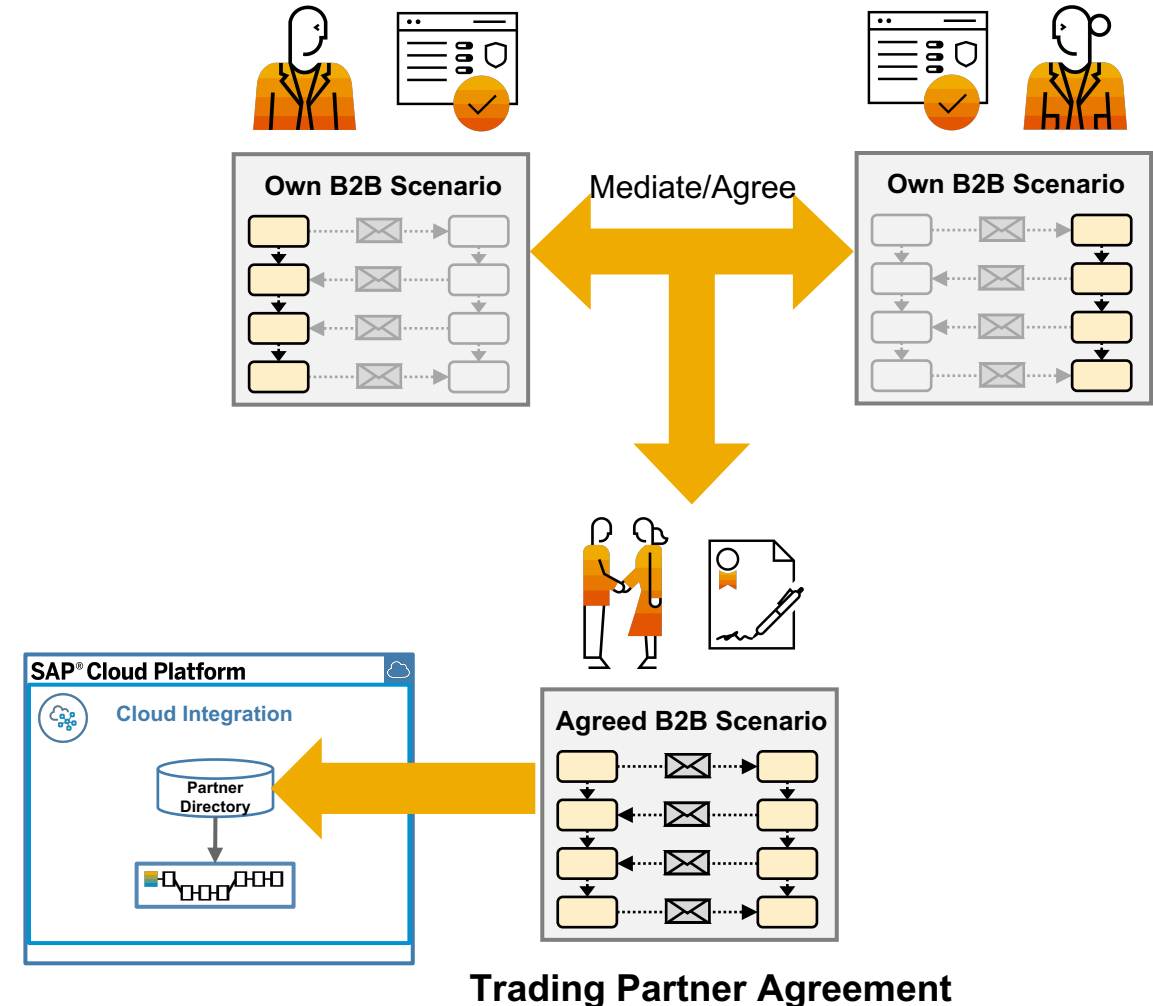 Own B2B Scenario
Mediate/Agree
Own B2B Scenario
SAP® Cloud Platform
Cloud Integration
Partner
Directory
Agreed B2B Scenario
Trading Partner Agreement